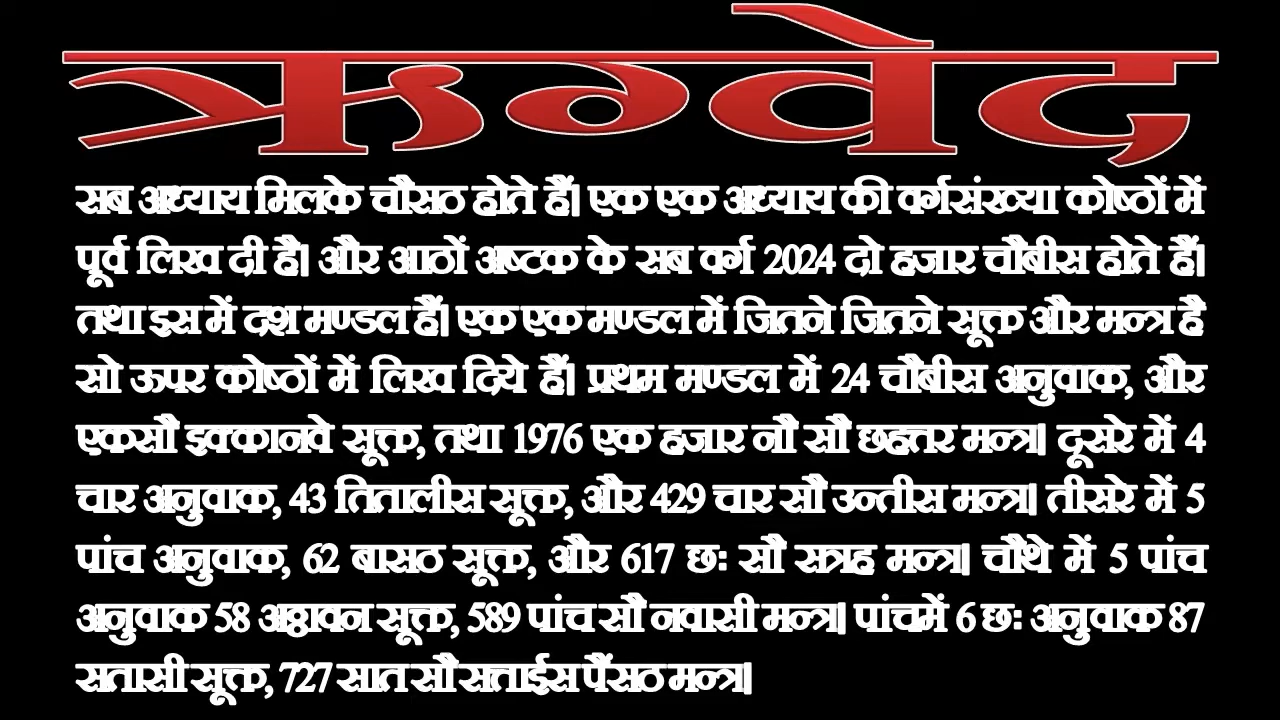 ऋग्वेद
सब अध्याय मिलके चौसठ होते हैं। एक एक अध्याय की वर्गसंख्या कोष्ठों में
पूर्व लिख दी है। और आठों अष्टक के सब वर्ग 2024 दो हजार चौबीस होते हैं।
तथा इस में दश मण्डल हैं। एक एक मण्डल में जितने जितने सूक्त और मन्त्र है
सो ऊपर कोष्ठों में लिख दिये हैं। प्रथम मण्डल में 24 चौबीस अनुवाक, और
एकसौ इक्कानवे सूक्त, तथा 1976 एक हजार नौ सौ छहत्तर मन्त्र। दूसरे में 4
चार अनुवाक, 43 तितालीस सूक्त, और 429 चार सौ उन्तीस मन्त्र। तीसरे में 5
पांच अनुवाक, 62 बासठ सूक्त, और 617 छः सौ सत्रह मन्त्र। चौथे में 5 पांच
अनुवाक 58 अठ्ठावन सूक्त, 589 पांच सौ नवासी मन्त्र। पांचमें 6 छः अनुवाक 87
सतासी सूक्त, 727 सात सौ सत्ताईस पैंसठ मन्त्र।